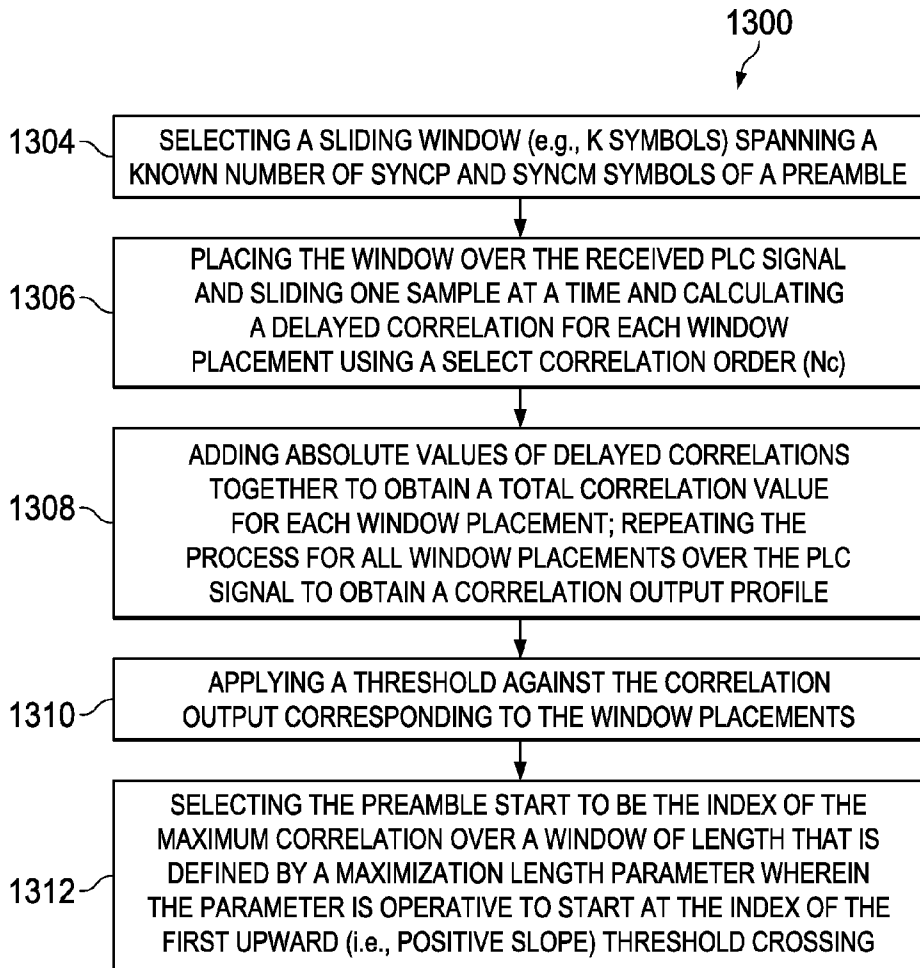 1300
1304
SELECTING A SLIDING WINDOW (e.g., K SYMBOLS) SPANNING A
KNOWN NUMBER OF SYNCP AND SYNCM SYMBOLS OF A PREAMBLE
1306
PLACING THE WINDOW OVER THE RECEIVED PLC SIGNAL
AND SLIDING ONE SAMPLE AT A TIME AND CALCULATING
A DELAYED CORRELATION FOR EACH WINDOW
PLACEMENT USING A SELECT CORRELATION ORDER (Nc)
1308
ADDING ABSOLUTE VALUES OF DELAYED CORRELATIONS
TOGETHER TO OBTAIN A TOTAL CORRELATION VALUE
FOR EACH WINDOW PLACEMENT; REPEATING THE
PROCESS FOR ALL WINDOW PLACEMENTS OVER THE PLC
SIGNAL TO OBTAIN A CORRELATION OUTPUT PROFILE
1310
APPLYING A THRESHOLD AGAINST THE CORRELATION
OUTPUT CORRESPONDING TO THE WINDOW PLACEMENTS
1312
SELECTING THE PREAMBLE START TO BE THE INDEX OF THE
MAXIMUM CORRELATION OVER A WINDOW OF LENGTH THAT IS
DEFINED BY A MAXIMIZATION LENGTH PARAMETER WHEREIN
THE PARAMETER IS OPERATIVE TO START AT THE INDEX OF THE
FIRST UPWARD (i.e., POSITIVE SLOPE) THRESHOLD CROSSING